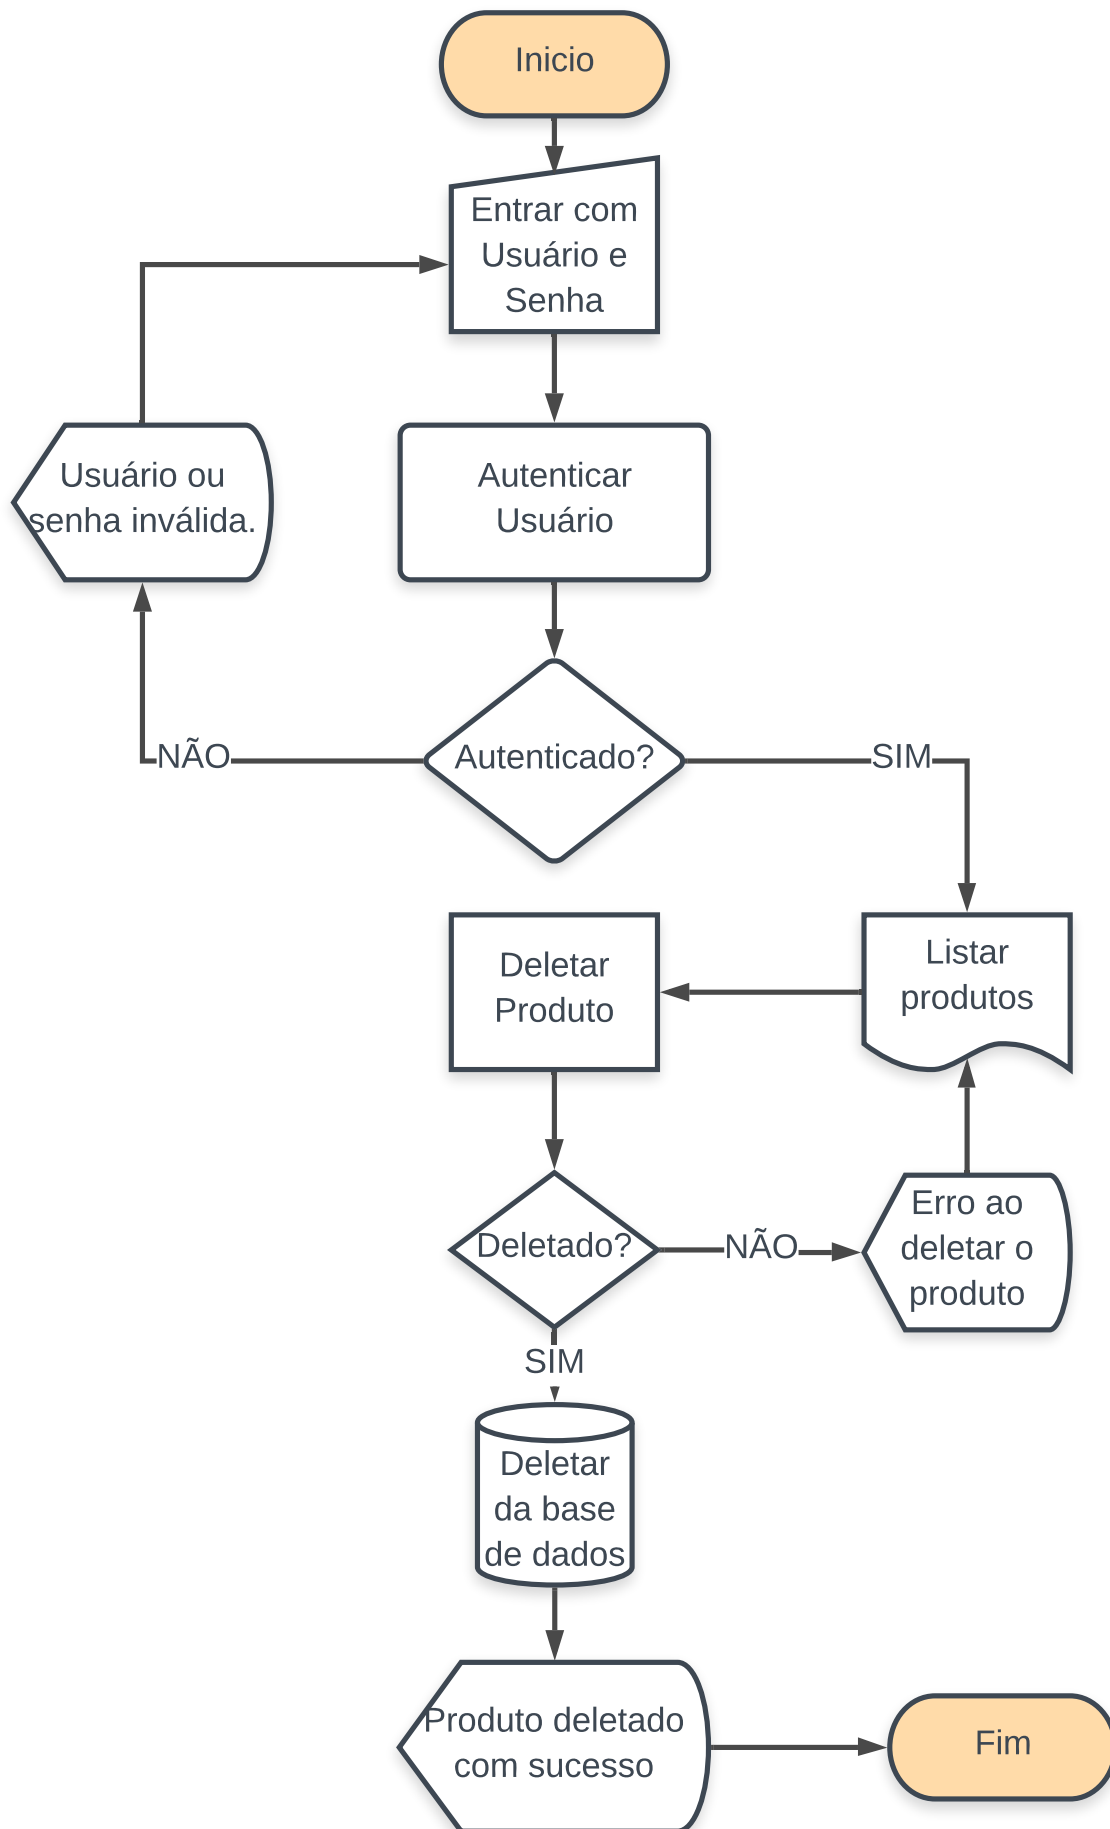 Inicio
Entrar com
Usuário e
Senha
Usuário ou
senha inválida.
Autenticar
Usuário
NÃO
Autenticado?
SIM
Deletar
Produto
Listar
produtos
Deletado?
NÃO
Erro ao
deletar o
produto
SIM
Deletar
da base
de dados
Produto deletado
com sucesso
Fim